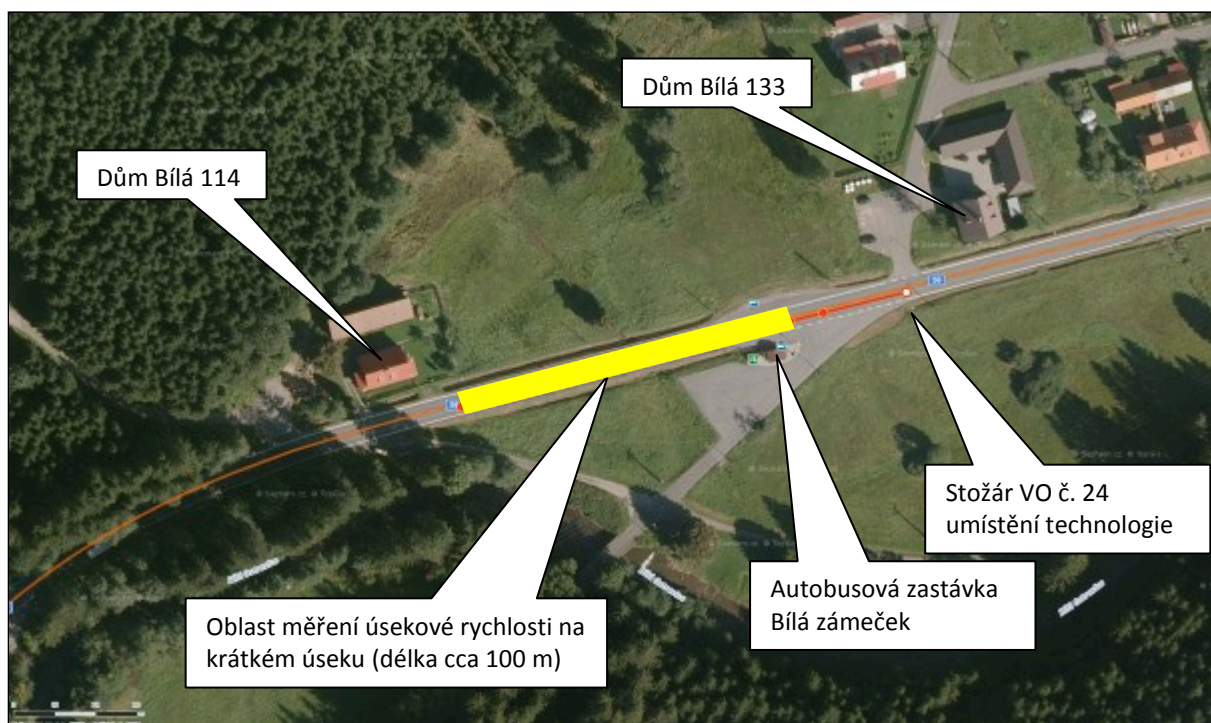 Dům Bílá 133
Dům Bílá 114
Stožár VO č. 24
umístění technologie
Autobusová zastávka
Bílá zámeček
Oblast měření úsekové rychlosti na
krátkém úseku (délka cca 100 m)
56